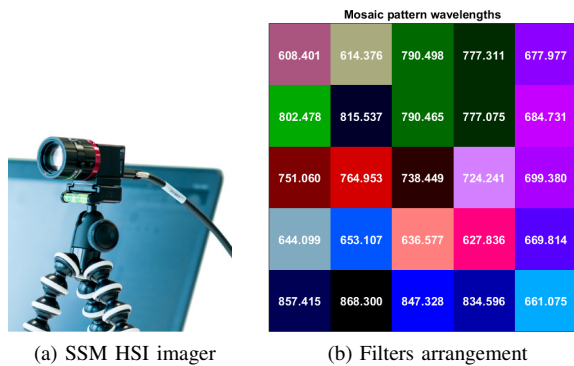 Mosaic pattern wavelengths
608.401 614.376 790.498 777.311 677.977
802.478 815.537 790.465 777.075 684.731
751.060 764.953 738.449 724.241 699.380
644.099 653.107 636.577 627.836 669.814
857.415 868.300 847.328 834.596 661.075
(a) SSM HSI imager
(b) Filters arrangement